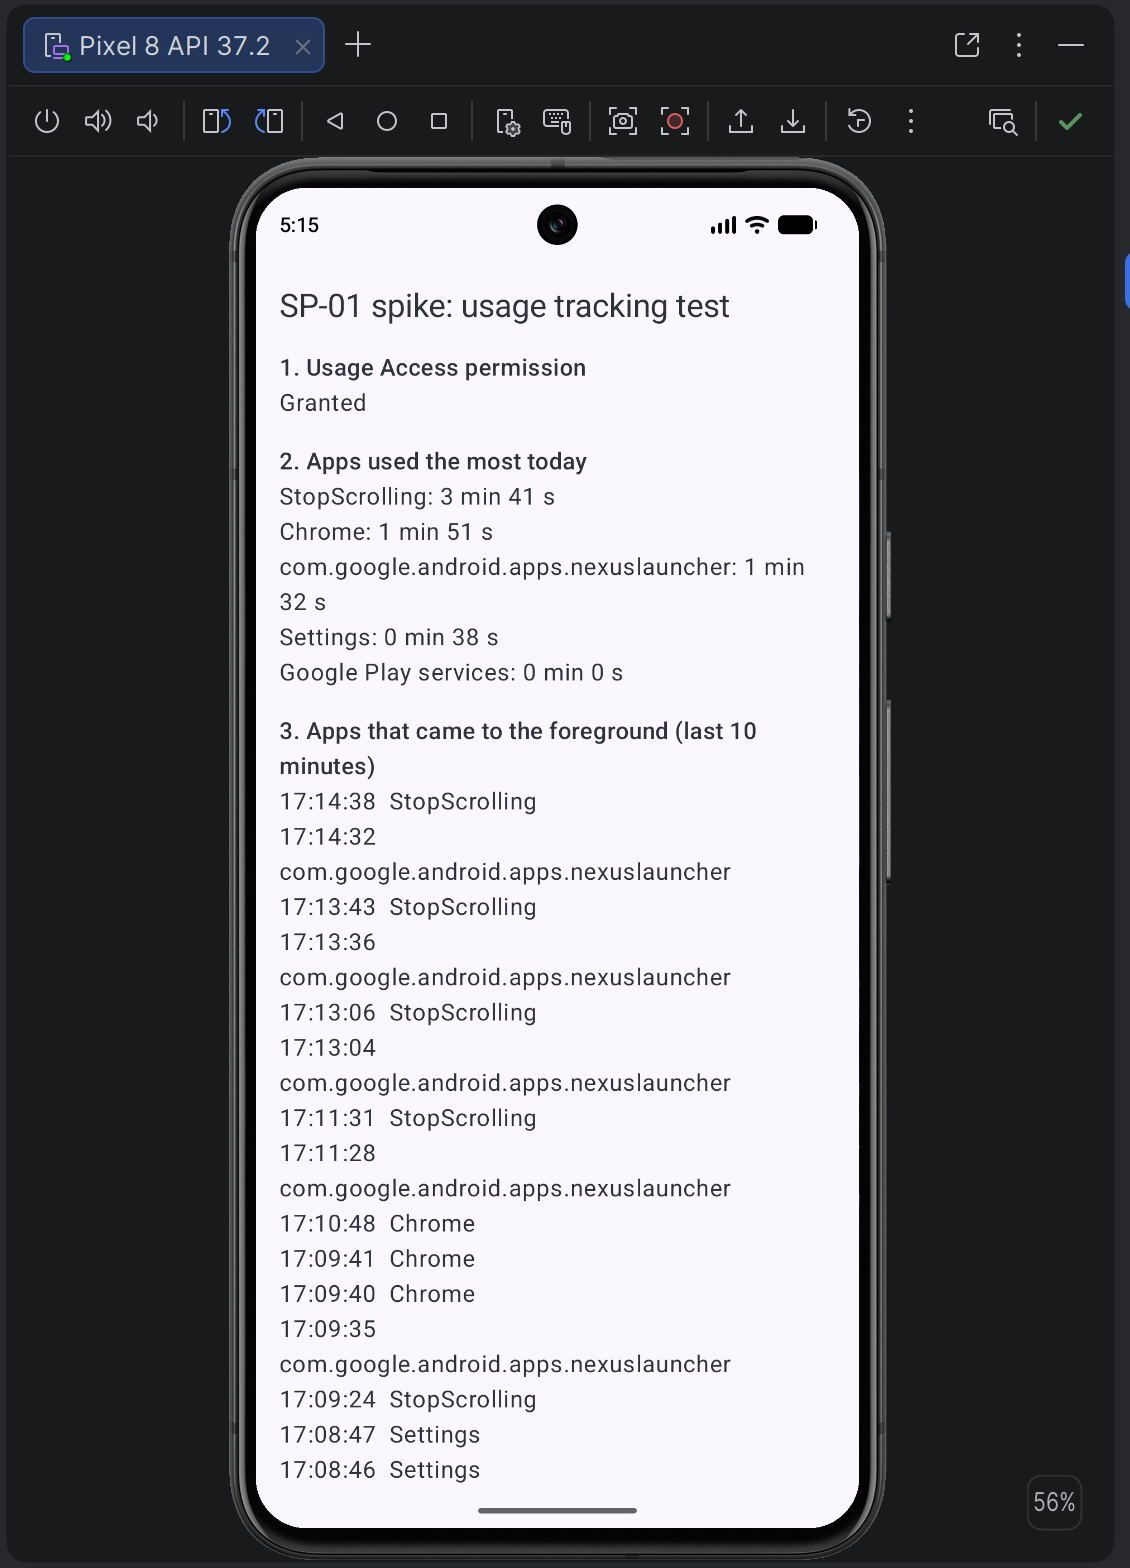 Pixel 8 API 37.2
5:15
SP-01 spike: usage tracking test
1. Usage Access permission
Granted
2. Apps used the most today
StopScrolling: 3 min 41 s
Chrome: 1 min 51 s
com.google.android.apps.nexuslauncher: 1 min
32 s
Settings: 0 min 38 s
Google Play services: 0 min 0 s
3. Apps that came to the foreground (last 10
minutes)
17:14:38 StopScrolling
17:14:32
com.google.android.apps.nexuslauncher
17:13:43 StopScrolling
17:13:36
com.google.android.apps.nexuslauncher
17:13:06 StopScrolling
17:13:04
com.google.android.apps.nexuslauncher
17:11:31 StopScrolling
17:11:28
com.google.android.apps.nexuslauncher
17:10:48 Chrome
17:09:41 Chrome
17:09:40 Chrome
17:09:35
com.google.android.apps.nexuslauncher
17:09:24 StopScrolling
17:08:47 Settings
17:08:46 Settings
56%